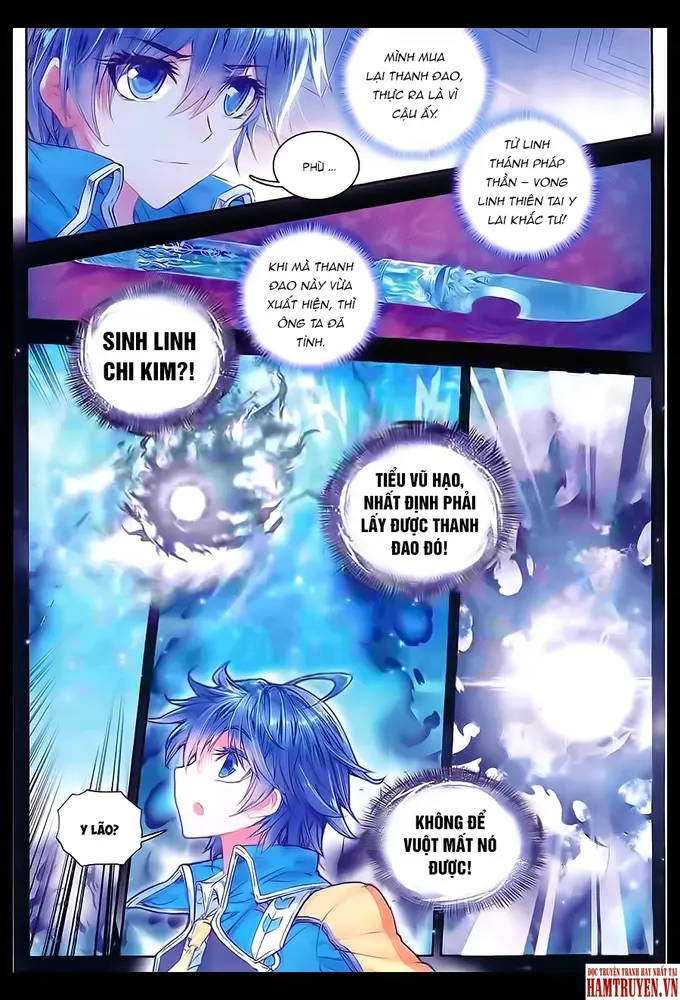 MÌNH MUA
LẠI THANH ĐAO,
THỰC RA LÀ VÌ
CẬU ẤY.
PHÙ ...
TỬ LINH
THÁNH PHÁP
THẦN – VONG
LINH THIÊN TAI Y
LAI KHẮC TƯ!
KHI MÀ THANH
ĐAO NÀY VỪA
XUẤT HIỆN, THÌ
ÔNG TA ĐÃ
TỈNH.
SINH LINH
CHI KIM?!
TIỂU VŨ HẠO,
NHẤT ĐỊNH PHẢI
LẤY ĐƯỢC THANH
ĐAO ĐÓ!
Y LÃO?
KHÔNG ĐỂ
VUỘT MẤT NÓ
ĐƯỢC!
ĐỌC TRUYỆN TRANH HAY NHẤT TẠI
HAMTRUYEN.VN